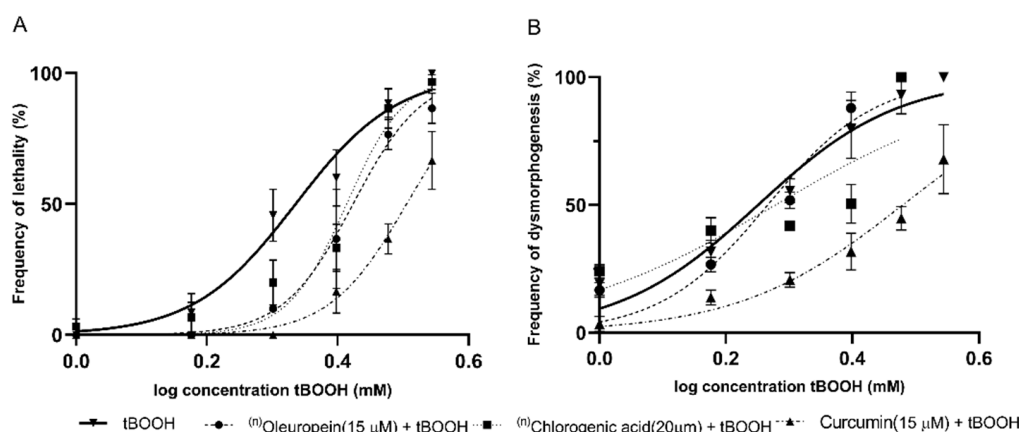 A
B
Frequency of lethality (%)
100
50
0
0.0
0.2
0.4
0.6
log concentration tBOOH (mM)
Frequency of dysmorphogenesis (%)
100
50
0
0.0
0.2
0.4
0.6
log concentration tBOOH (mM)
tBOOH
(n)Oleuropein(15 μM) + tBOOH
(n)Chlorogenic acid(20μm) + tBOOH
Curcumin(15 μM) + tBOOH